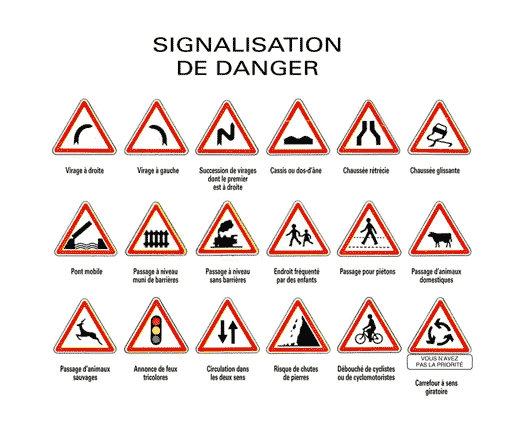 SIGNALISATION
DE DANGER
Virage à droite
Virage à gauche
Succession de virages
dont le premier
est à droite
Cassis ou dos-d'âne
Chaussée rétrécie
Chaussée glissante
Pont mobile
Passage à niveau
muni de barrières
Passage à niveau
sans barrières
Endroit fréquenté
par des enfants
Passage pour piétons
Passage d'animaux
domestiques
Passage d'animaux
sauvages
Annonce de feux
tricolores
Circulation dans
les deux sens
Risque de chutes
de pierres
Débouché de cyclistes
ou de cyclomotoristes
VOUS N'AVEZ
PAS LA PRIORITÉ
Carrefour à sens
giratoire